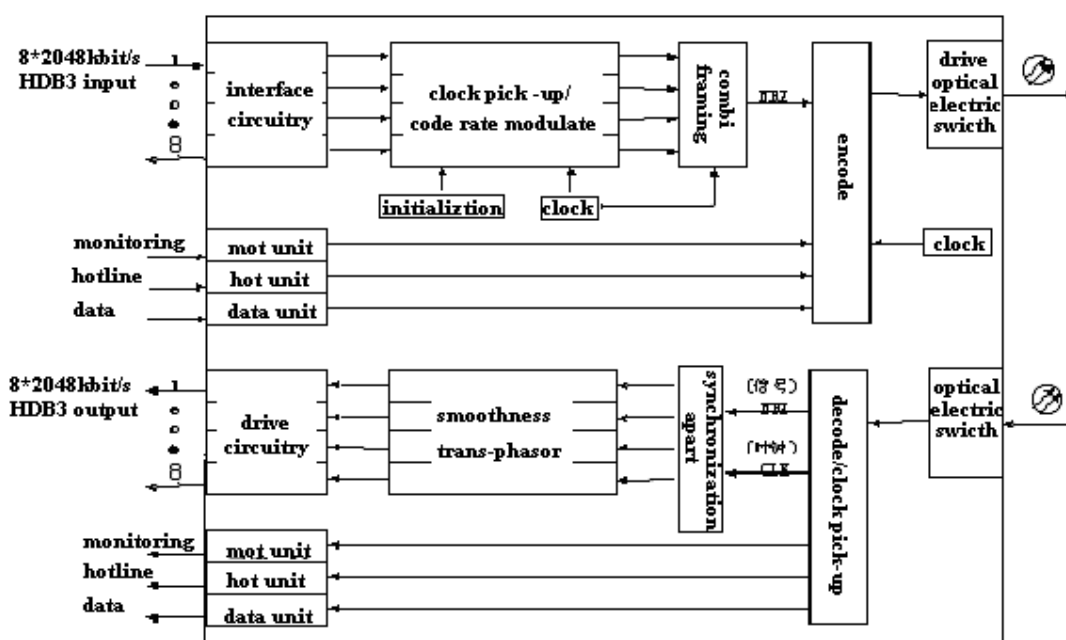 8*2048kbit/s
HDB3 input
1
8
interface
circuitry
clock pick -up/
code rate modulate
combi
framing
encode
drive
optical
electric
swicth
initializtion
clock
monitoring
mot unit
clock
hotline
hot unit
data
data unit
8*2048kbit/s
HDB3 output
1
8
drive
circuitry
smoothness
trans-phasor
synchronization
apart
CLK
decode/clock pick-up
optical
electric
swicth
monitoring
mot unit
hotline
hot unit
data
data unit